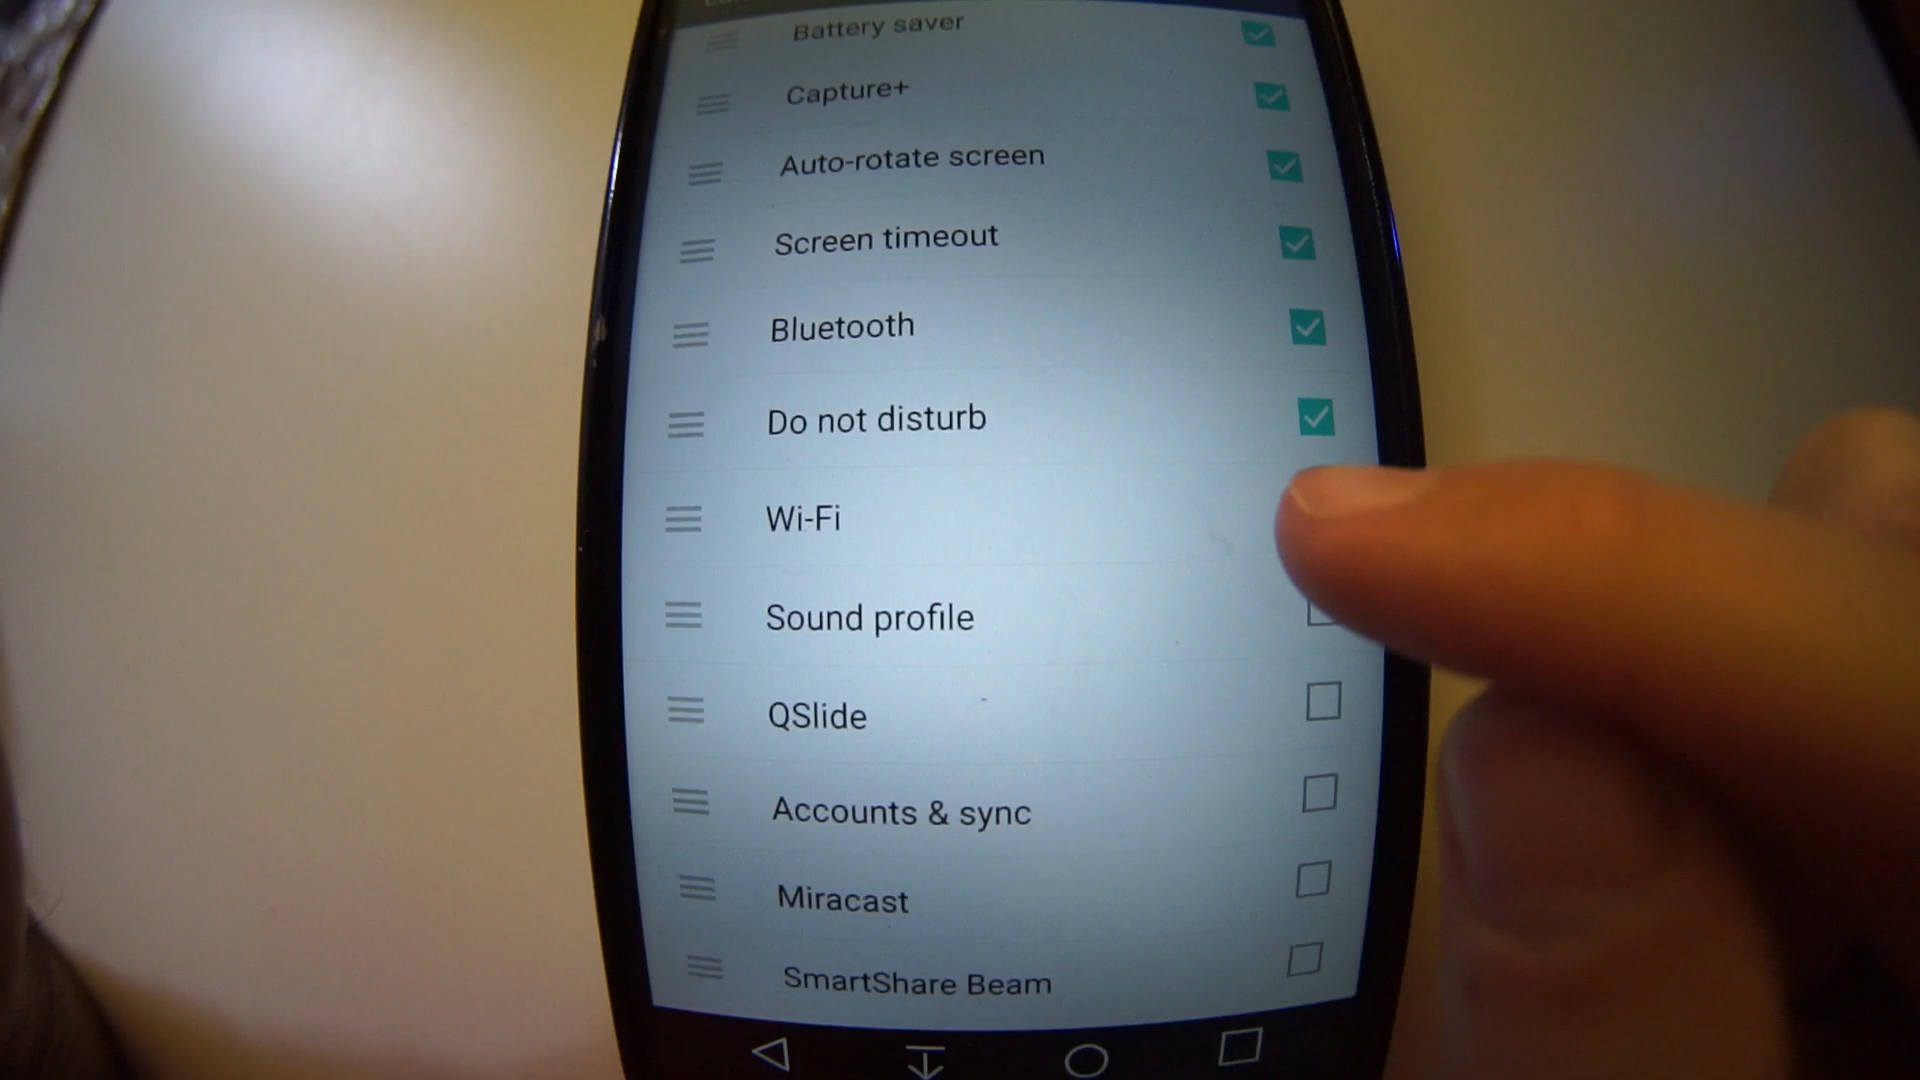 Battery saver
Capture+
Auto-rotate screen
Screen timeout
Bluetooth
Do not disturb
Wi-Fi
Sound profile
QSlide
Accounts & sync
Miracast
SmartShare Beam